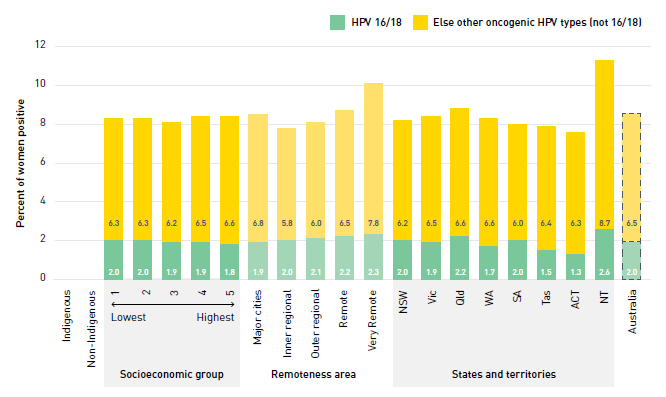 HPV 16/18 Else other oncogenic HPV types (not 16/18)
Percent of women positive
12
10
8
6
4
2
0
6.3 6.3 6.2 6.5 6.6 6.8 5.8 6.0 6.5 7.8 6.2 6.5 6.6 6.6 6.0 6.4 6.3 8.7 6.5
2.0 2.0 1.9 1.9 1.8 1.9 2.0 2.1 2.2 2.3 2.0 1.9 2.2 1.7 2.0 1.5 1.3 2.6 2.0
Indigenous Non-Indigenous 1 2 3 4 5 Major cities Inner regional Outer regional Remote Very Remote NSW Vic Qld WA SA Tas ACT NT Australia
Lowest Highest
Socioeconomic group Remoteness area States and territories